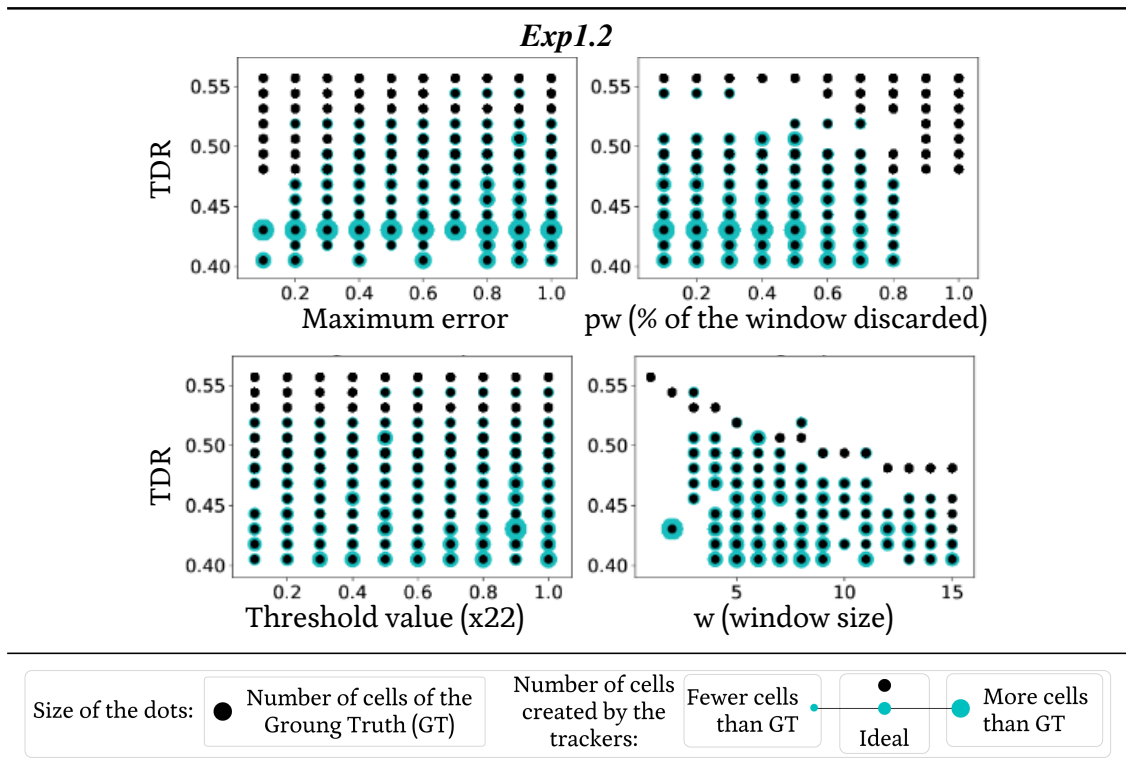 Exp1.2
TDR
0.55
0.50
0.45
0.40
0.2 0.4 0.6 0.8 1.0
Maximum error
0.55
0.50
0.45
0.40
0.2 0.4 0.6 0.8 1.0
pw (% of the window discarded)
TDR
0.55
0.50
0.45
0.40
0.2 0.4 0.6 0.8 1.0
Threshold value (x22)
0.55
0.50
0.45
0.40
5 10 15
w (window size)
Size of the dots:
Number of cells of the
Groung Truth (GT)
Number of cells
created by the
trackers:
Fewer cells
than GT
Ideal
More cells
than GT